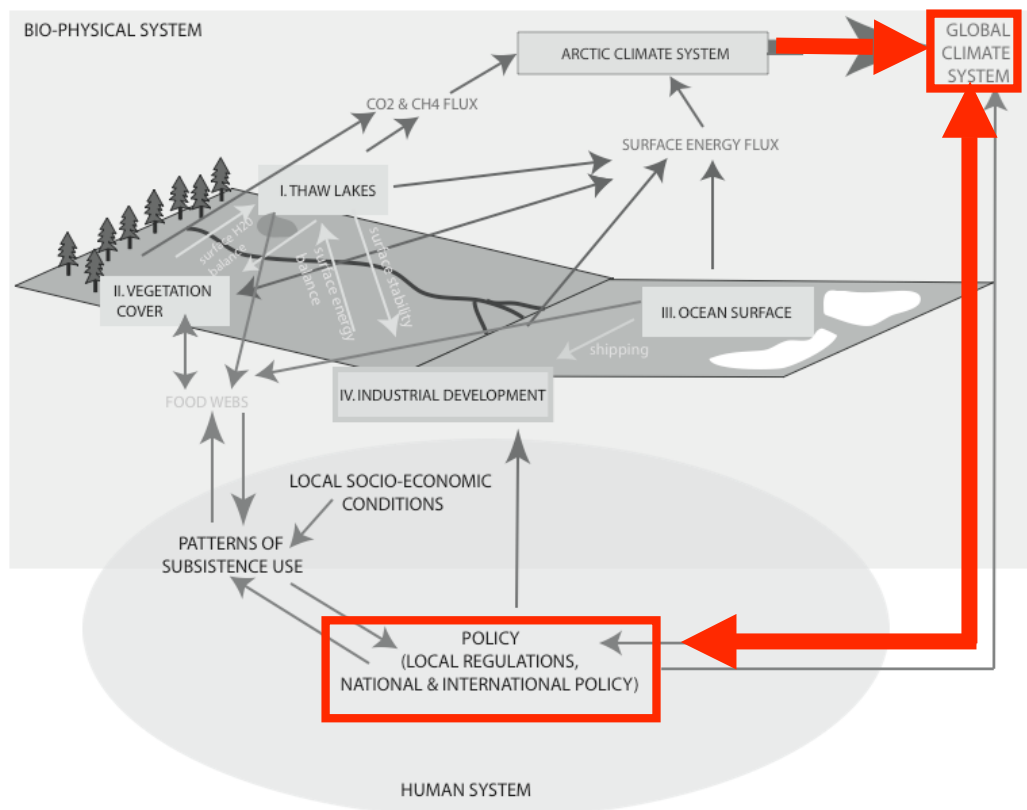 BIO-PHYSICAL SYSTEM
GLOBAL
CLIMATE
SYSTEM
ARCTIC CLIMATE SYSTEM
CO2 & CH4 FLUX
SURFACE ENERGY FLUX
I. THAW LAKES
surface H20
balance
surface energy
balance
surface stability
II. VEGETATION
COVER
III. OCEAN SURFACE
shipping
IV. INDUSTRIAL DEVELOPMENT
FOOD WEBS
LOCAL SOCIO-ECONOMIC
CONDITIONS
PATTERNS OF
SUBSISTENCE USE
POLICY
(LOCAL REGULATIONS,
NATIONAL & INTERNATIONAL POLICY)
HUMAN SYSTEM